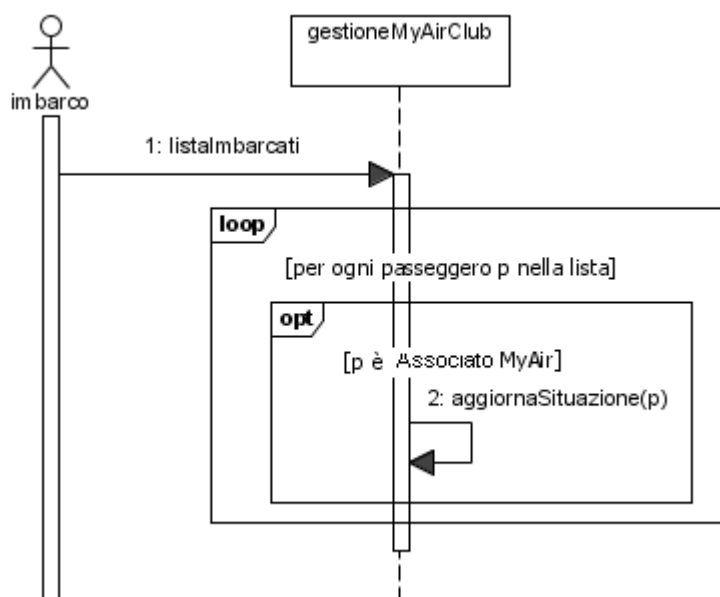 gestioneMyAirClub
imbarco
1: listaImbarcati
loop
[per ogni passeggero p nella lista]
opt
[p è Associato MyAir]
2: aggiornaSituazione(p)